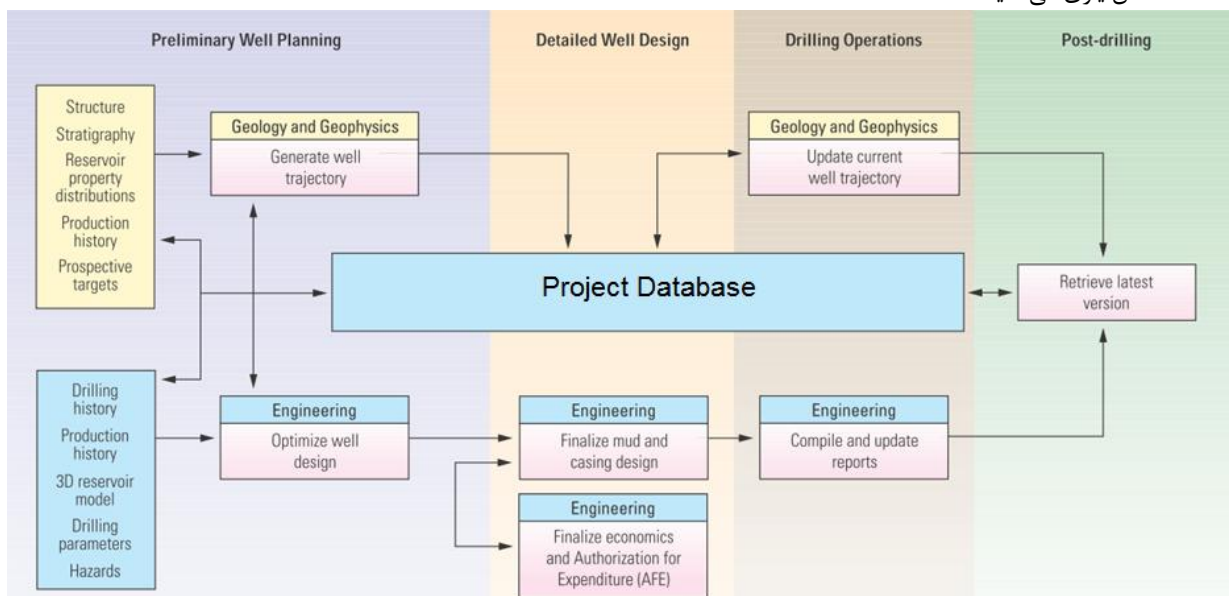 Preliminary Well Planning
Detailed Well Design
Drilling Operations
Post-drilling
Structure
Stratigraphy
Reservoir
property
distributions
Production
history
Prospective
targets
Geology and Geophysics
Generate well
trajectory
Geology and Geophysics
Update current
well trajectory
Project Database
Retrieve latest
version
Drilling
history
Production
history
3D reservoir
model
Drilling
parameters
Hazards
Engineering
Optimize well
design
Engineering
Finalize mud and
casing design
Engineering
Compile and update
reports
Engineering
Finalize economics
and Authorization for
Expenditure (AFE)